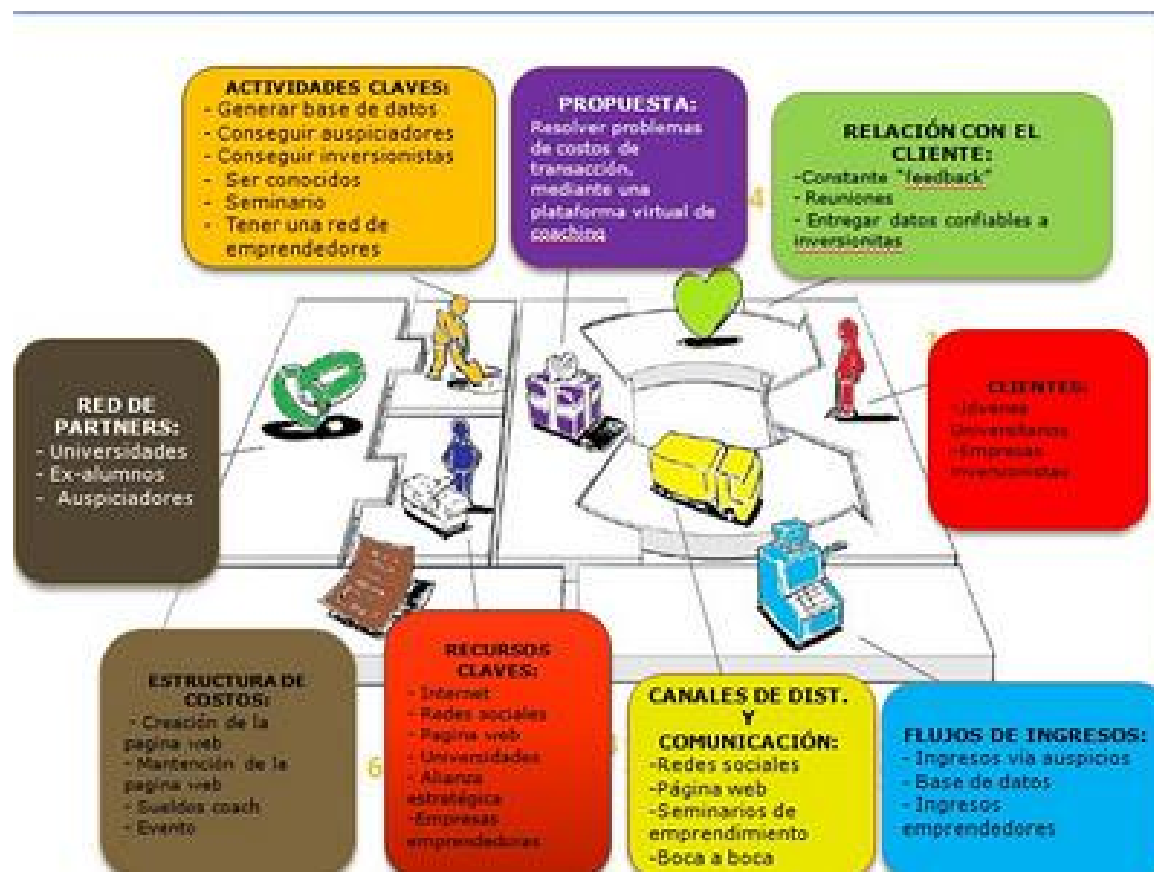 ACTIVIDADES CLAVES:
- Generar base de datos
- Conseguir auspiciadores
- Conseguir inversionistas
- Ser conocidos
- Seminario
- Tener una red de
emprendedores
PROPUESTA:
Resolver problemas
de costos de
transacción,
mediante una
plataforma virtual de
coaching
4
RELACIÓN CON EL
CLIENTE:
-Constante "feedback"
- Reuniones
- Entregar datos confiables a
inversionitas
RED DE
PARTNERS:
- Universidades
- Ex-alumnos
- Auspiciadores
CLIENTES:
-Jóvenes
Universitarios
-Empresas
Inversionistas
ESTRUCTURA DE
COSTOS:
- Creación de la
pagina web
- Mantención de la
pagina web
- Sueldos coach
- Evento
6
RECURSOS
CLAVES:
- Internet
- Redes sociales
- Pagina web
- Universidades
- Alianza
estratégica
-Empresas
emprendedoras
CANALES DE DIST.
Y
COMUNICACIÓN:
-Redes sociales
-Página web
-Seminarios de
emprendimiento
-Boca a boca
FLUJOS DE INGRESOS:
- Ingresos vía auspicios
- Base de datos
- Ingresos
emprendedores